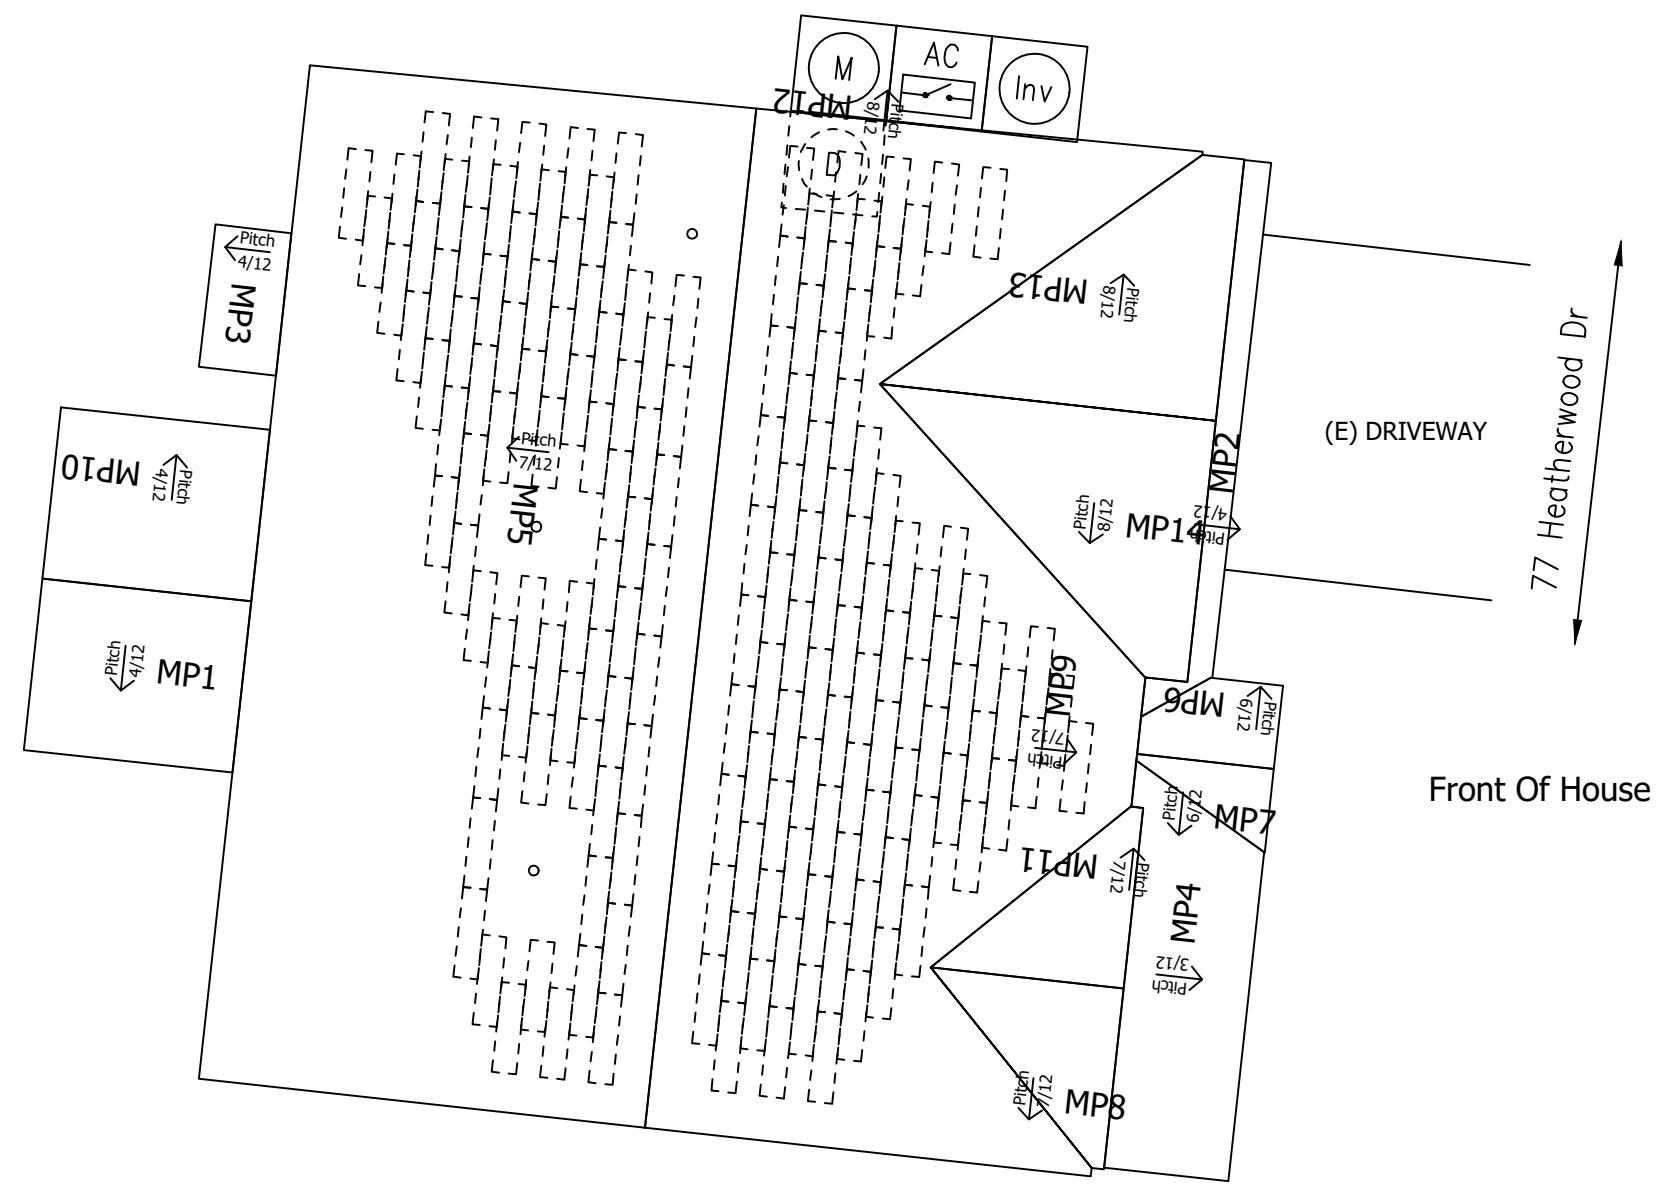 M
AC
Inv
MP12
Pitch
8/12
D
Pitch
4/12
MP3
MP13
Pitch
8/12
77 Heatherwood Dr
(E) DRIVEWAY
MP10
Pitch
4/12
Pitch
7/12
MP5
MP2
Pitch
4/12
Pitch
8/12
MP14
Pitch
4/12
MP1
MP9
Pitch
7/12
MP6
Pitch
6/12
Front Of House
Pitch
6/12
MP7
MP11
Pitch
7/12
MP4
Pitch
3/12
Pitch
7/12
MP8